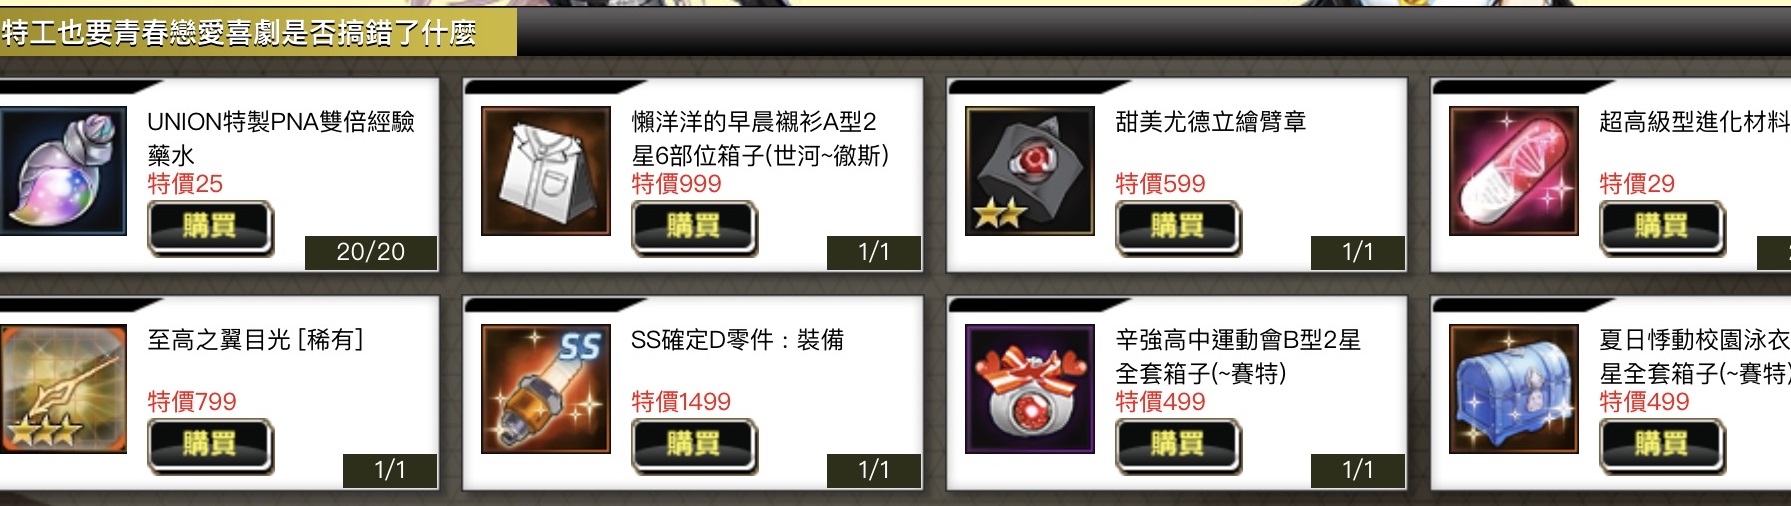 特工也要青春戀愛喜劇是否搞錯了什麼
UNION特製PNA雙倍經驗
藥水
特價25
購買
20/20
懶洋洋的早晨襯衫A型2
星6部位箱子(世河~徹斯)
特價999
購買
1/1
甜美尤德立繪臂章
特價599
購買
1/1
超高級型進化材料
特價29
購買
至高之翼目光 [稀有]
特價799
購買
1/1
SS
SS確定D零件：裝備
特價1499
購買
1/1
辛強高中運動會B型2星
全套箱子(~賽特)
特價499
購買
1/1
夏日悸動校園泳衣
星全套箱子(~賽特)
特價499
購買